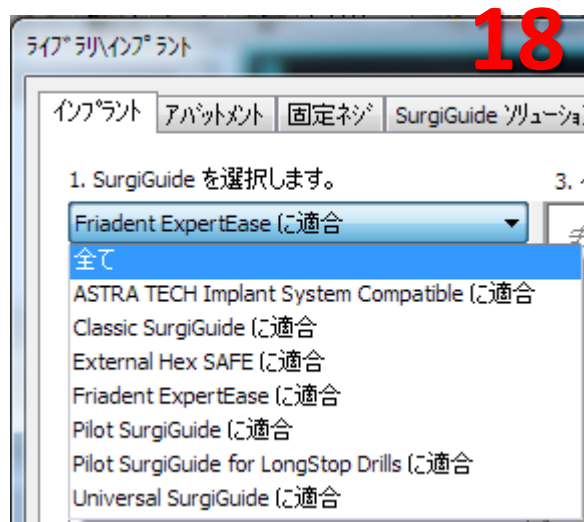 18
ライブラリ\インプラント
インプラント アバットメント 固定ネジ SurgiGuide ソリューショ
1. SurgiGuide を選択します。 3.
Friadent ExpertEase に適合
全て
ASTRA TECH Implant System Compatible に適合
Classic SurgiGuide に適合
External Hex SAFE に適合
Friadent ExpertEase に適合
Pilot SurgiGuide に適合
Pilot SurgiGuide for LongStop Drills に適合
Universal SurgiGuide に適合